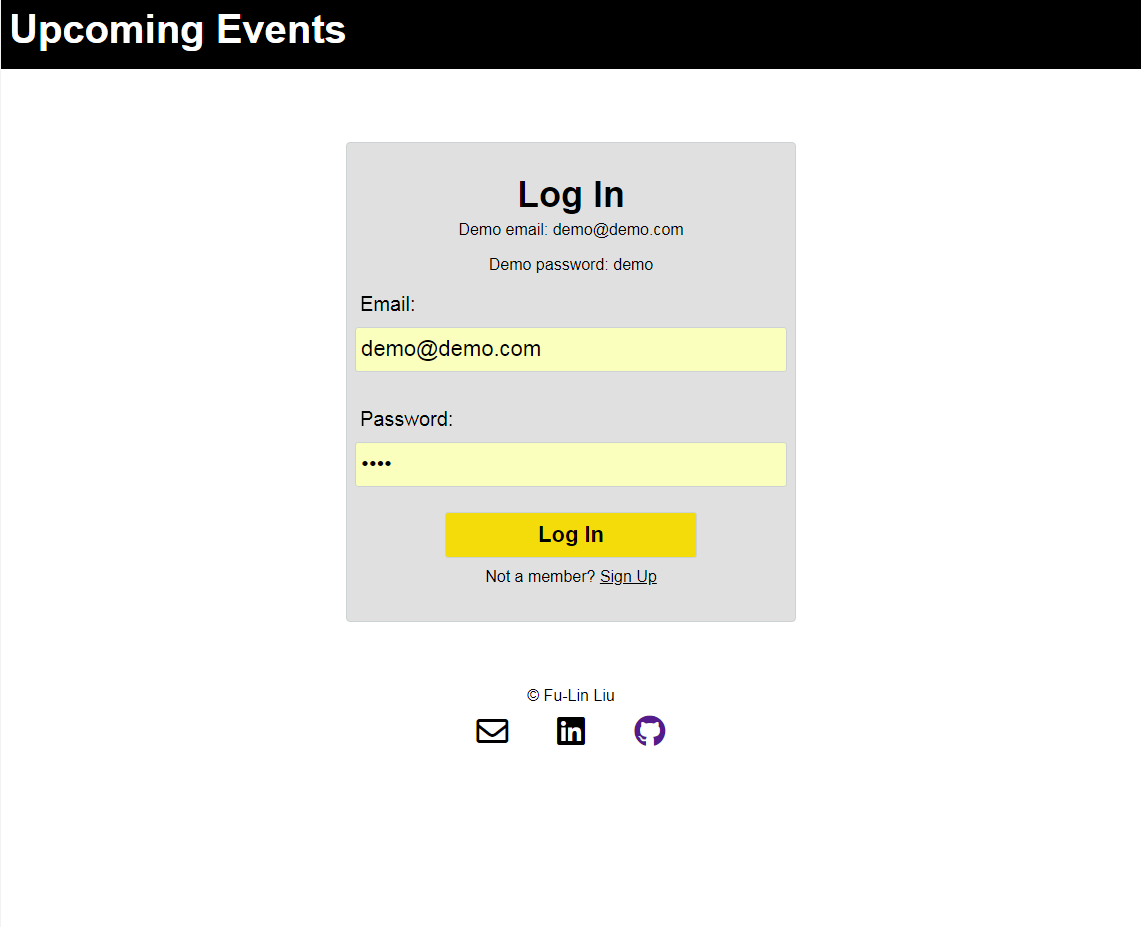 Upcoming Events
Log In
Demo email: demo@demo.com
Demo password: demo
Email:
demo@demo.com
Password:
••••
Log In
Not a member? Sign Up
© Fu-Lin Liu
in